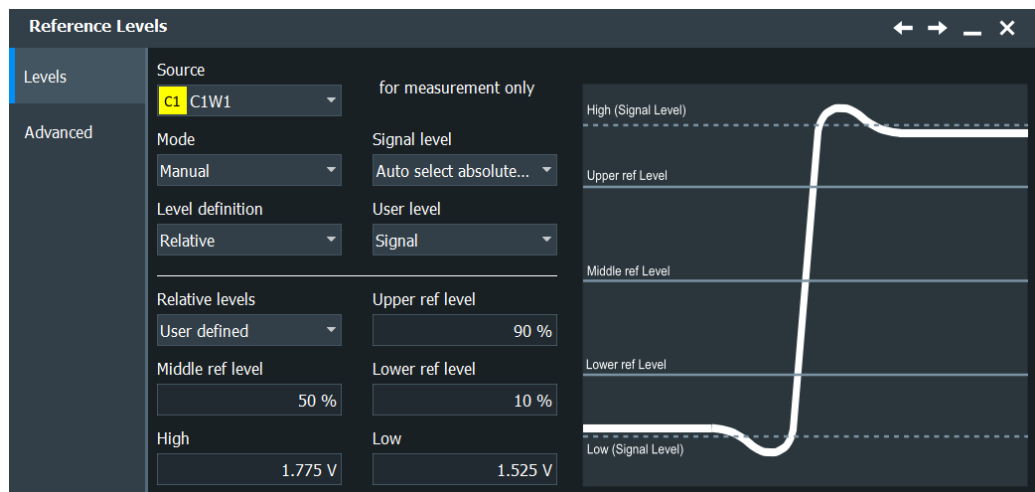 Reference Levels
Levels
Advanced
Source
C1 C1W1
for measurement only
Mode
Manual
Signal level
Auto select absolute...
Level definition
Relative
User level
Signal
Relative levels
User defined
Upper ref level
90 %
Middle ref level
50 %
Lower ref level
10 %
High
1.775 V
Low
1.525 V
High (Signal Level)
Upper ref Level
Middle ref Level
Lower ref Level
Low (Signal Level)